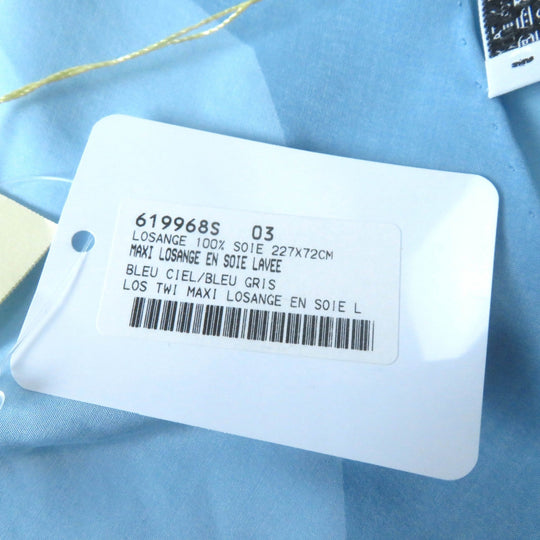 619968S 03
LOSANGE 100% SOIE 227X72CM
MAXI LOSANGE EN SOIE LAVEE
BLEU CIEL/BLEU GRIS
LOS TWI MAXI LOSANGE EN SOIE L